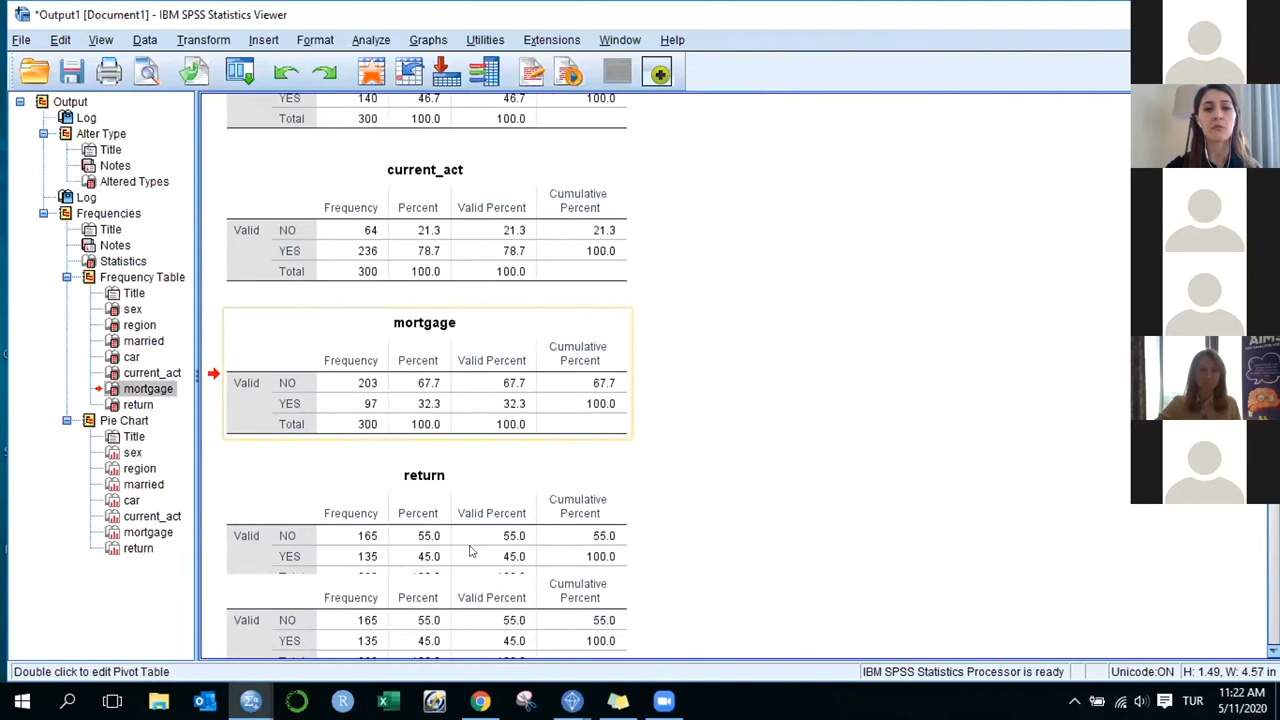 *Output1 [Document1] - IBM SPSS Statistics Viewer
File Edit View Data Transform Insert Format Analyze Graphs Utilities Extensions Window Help
Output
Log
Alter Type
Title
Notes
Altered Types
Log
Frequencies
Title
Notes
Statistics
Frequency Table
Title
sex
region
married
car
current_act
mortgage
return
Pie Chart
Title
sex
region
married
car
current_act
mortgage
return
YES 140 46.7 46.7 100.0
Total 300 100.0 100.0
current_act
Frequency Percent Valid Percent Cumulative Percent
Valid NO 64 21.3 21.3 21.3
YES 236 78.7 78.7 100.0
Total 300 100.0 100.0
mortgage
Frequency Percent Valid Percent Cumulative Percent
Valid NO 203 67.7 67.7 67.7
YES 97 32.3 32.3 100.0
Total 300 100.0 100.0
return
Frequency Percent Valid Percent Cumulative Percent
Valid NO 165 55.0 55.0 55.0
YES 135 45.0 45.0 100.0
Frequency Percent Valid Percent Cumulative Percent
Valid NO 165 55.0 55.0 55.0
YES 135 45.0 45.0 100.0
AIMS
Double click to edit Pivot Table IBM SPSS Statistics Processor is ready Unicode:ON H: 1.49, W: 4.57 in
TUR 11:22 AM
5/11/2020